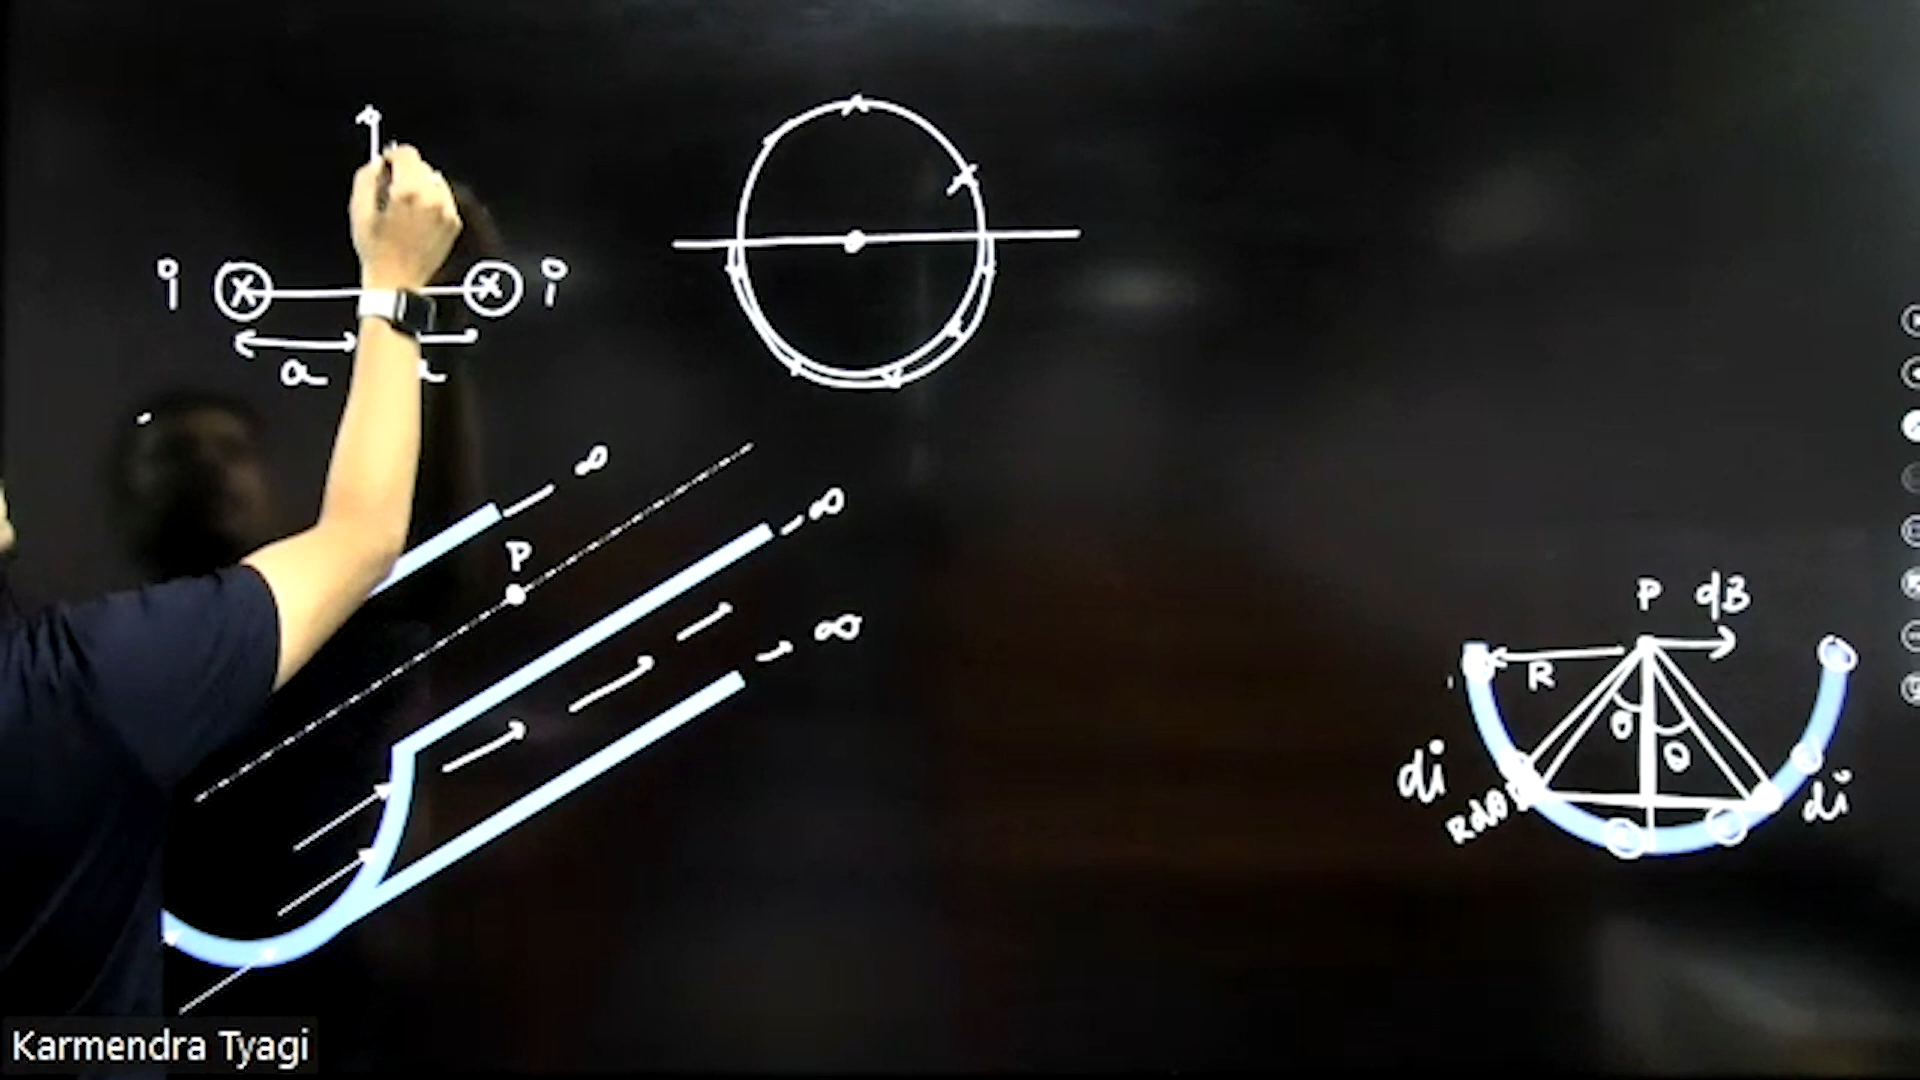 i ⊗ ⊗ i
a a
∞
P
∞
∞
P dB
R
θ θ
di
Rdθ
di
Karmendra Tyagi